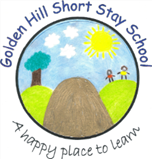 Golden Hill Short Stay School
A happy place to learn